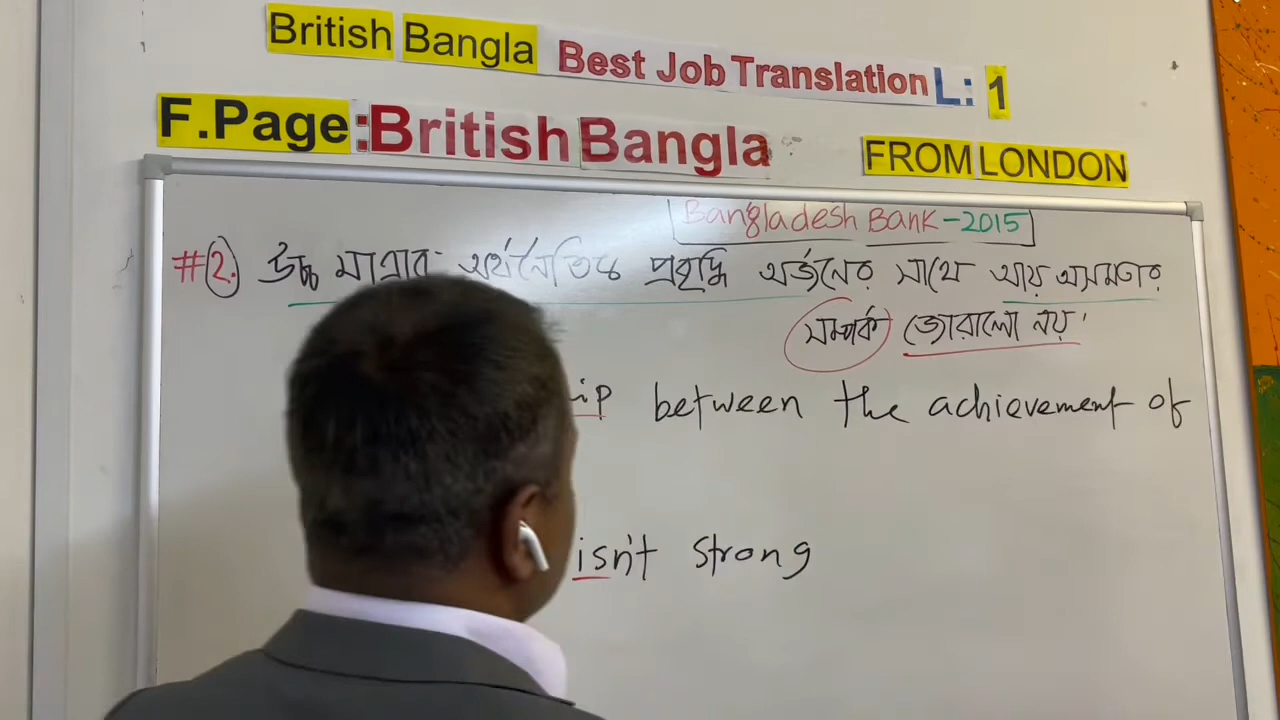 British Bangla Best Job Translation L: 1
F.Page:British Bangla FROM LONDON
Bangladesh Bank - 2015
#2. উচ্চ মাত্রার অর্থনৈতিক প্রবৃদ্ধি অর্জনের সাথে আয় অসমতার
সম্পর্ক জোরালো নয়।
between the achievement of
isn't strong